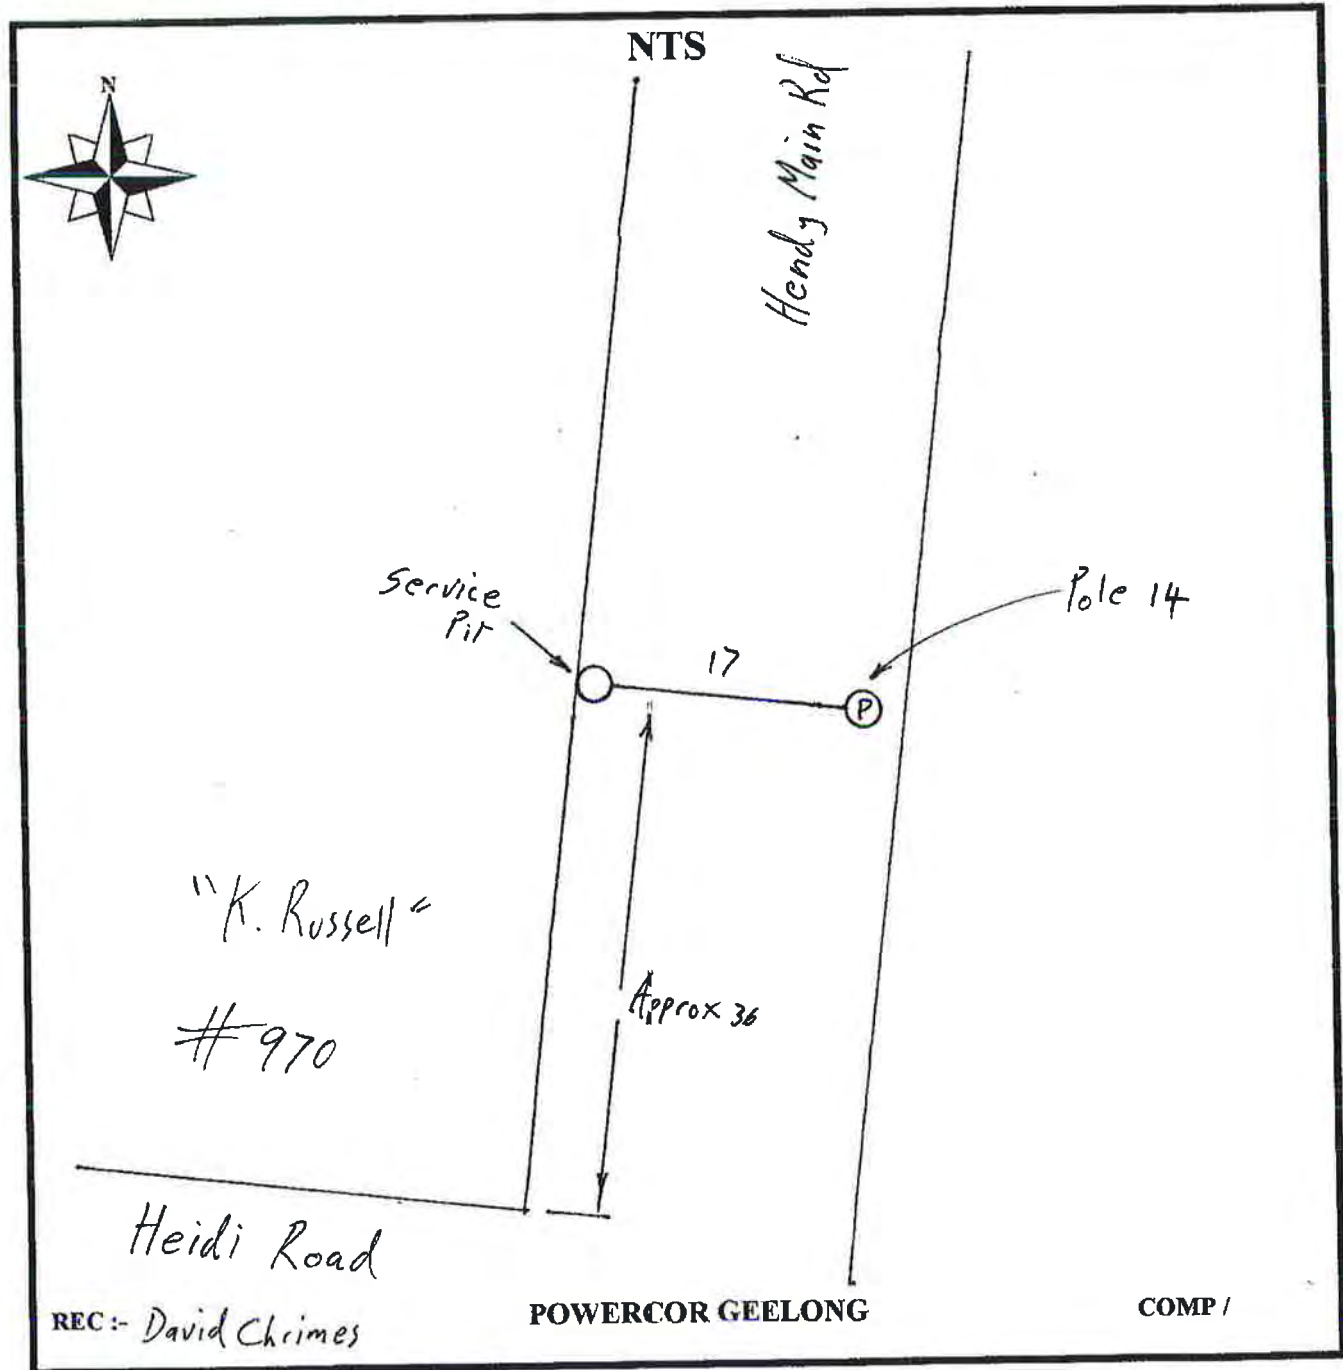 NTS
N
Hendy Main Rd
Service
Pit
Pole 14
17
P
"K. Russell"
Approx 36
#970
Heidi Road
REC :- David Chrimes
POWERCOR GEELONG
COMP /